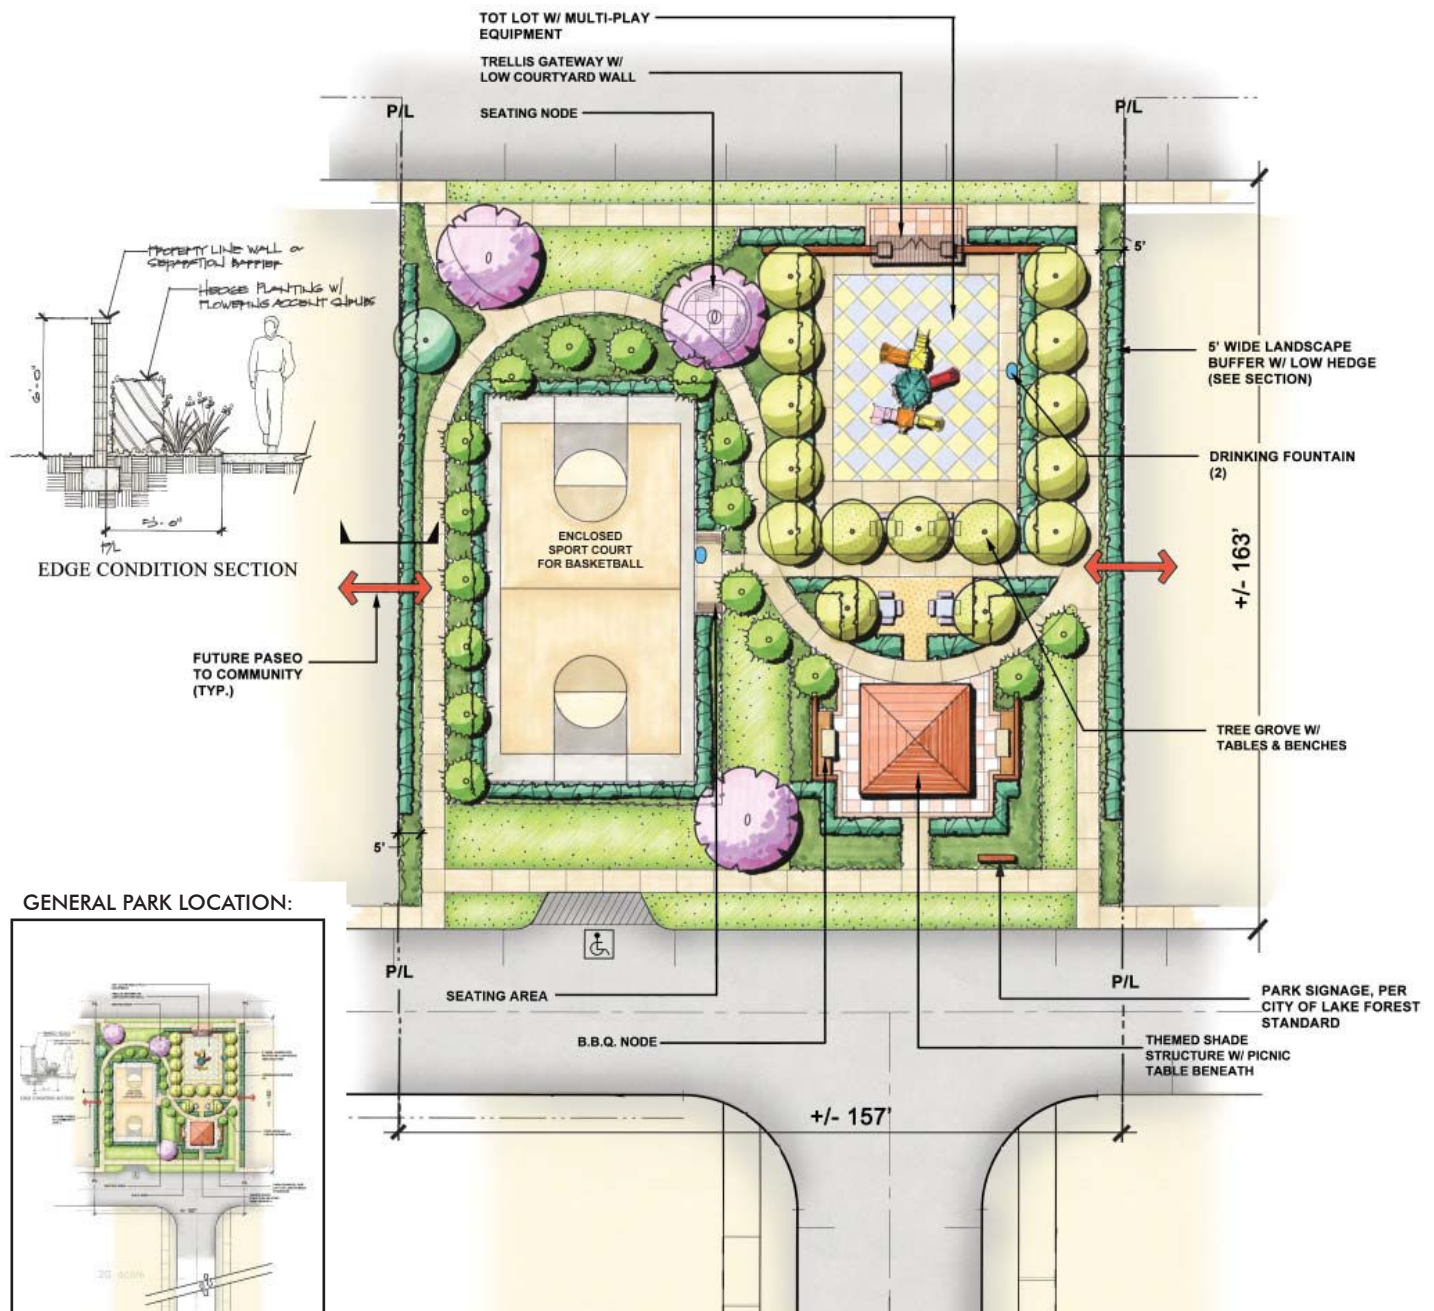 TOT LOT W/ MULTI-PLAY
EQUIPMENT
TRELLIS GATEWAY W/
LOW COURTYARD WALL
SEATING NODE
P/L
P/L
PROPERTY LINE WALL or
SEPARATION BARRIER
HEDGE PLANTING W/
FLOWERING ACCENT SHRUBS
6'-0"
5'-0"
P/L
EDGE CONDITION SECTION
5'
5' WIDE LANDSCAPE
BUFFER W/ LOW HEDGE
(SEE SECTION)
DRINKING FOUNTAIN
(2)
+/- 163'
ENCLOSED
SPORT COURT
FOR BASKETBALL
FUTURE PASEO
TO COMMUNITY
(TYP.)
TREE GROVE W/
TABLES & BENCHES
5'
GENERAL PARK LOCATION:
P/L
P/L
SEATING AREA
B.B.Q. NODE
PARK SIGNAGE, PER
CITY OF LAKE FOREST
STANDARD
THEMED SHADE
STRUCTURE W/ PICNIC
TABLE BENEATH
+/- 157'